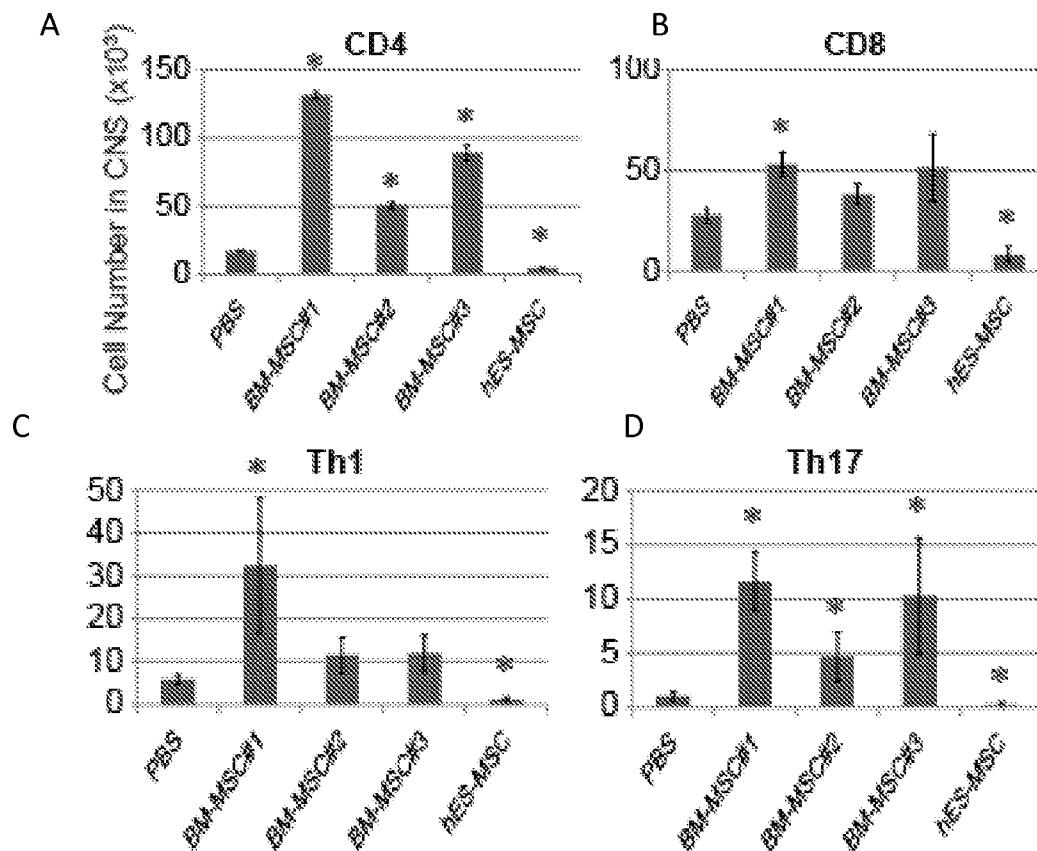 A
CD4
Cell Number in CNS (x10³)
150
100
50
0
*
*
*
*
PBS
BM-MSC#1
BM-MSC#2
BM-MSC#3
hES-MSC
B
CD8
100
50
0
*
*
PBS
BM-MSC#1
BM-MSC#2
BM-MSC#3
hES-MSC
C
Th1
50
40
30
20
10
0
*
*
PBS
BM-MSC#1
BM-MSC#2
BM-MSC#3
hES-MSC
D
Th17
20
15
10
5
0
*
*
*
*
PBS
BM-MSC#1
BM-MSC#2
BM-MSC#3
hES-MSC